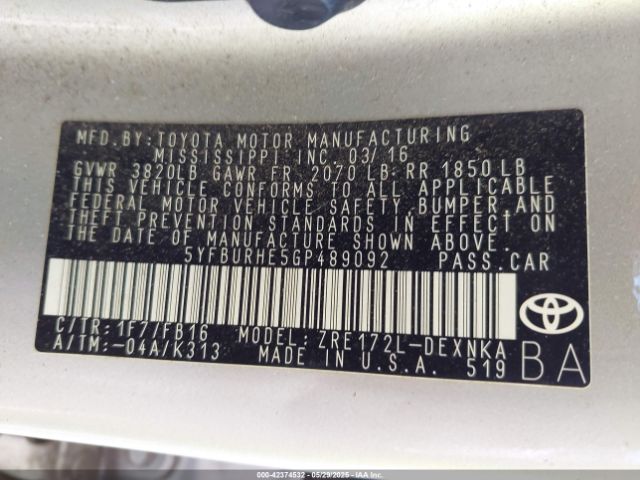 MFD. BY: TOYOTA MOTOR MANUFACTURING
MISSISSIPPI INC. 03/16
GVWR 3820LB GAWR FR 2070 LB: RR 1850 LB
THIS VEHICLE CONFORMS TO ALL APPLICABLE
FEDERAL MOTOR VEHICLE SAFETY, BUMPER AND
THEFT PREVENTION STANDARDS IN EFFECT ON
THE DATE OF MANUFACTURE SHOWN ABOVE.
5YFBURHE5GP489092 PASS. CAR
C/TR: 1F7/FB16 MODEL: ZRE172L-DEXNKA
A/TM: -04A/K313 MADE IN U.S.A. 519
BA
© 42374532 - 05/29/2025 - IAAI.COM